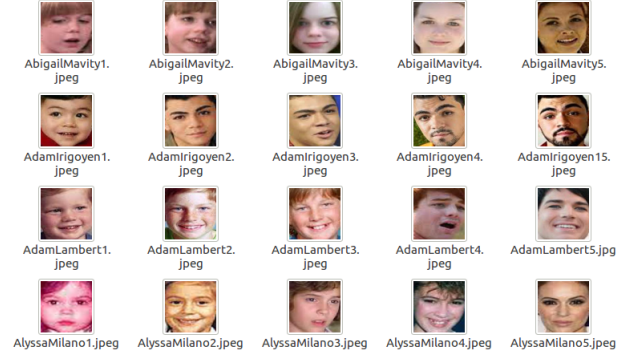 AbigailMavity1.
jpeg
AbigailMavity2.
jpeg
AbigailMavity3.
jpeg
AbigailMavity4.
jpeg
AbigailMavity5.
jpeg
AdamIrigoyen1.
jpeg
AdamIrigoyen2.
jpeg
AdamIrigoyen3.
jpeg
AdamIrigoyen4.
jpeg
AdamIrigoyen15.
jpeg
AdamLambert1.
jpeg
AdamLambert2.
jpeg
AdamLambert3.
jpeg
AdamLambert4.
jpeg
AdamLambert5.jpg
AlyssaMilano1.jpeg
AlyssaMilano2.jpeg
AlyssaMilano3.jpeg
AlyssaMilano4.jpeg
AlyssaMilano5.jpeg